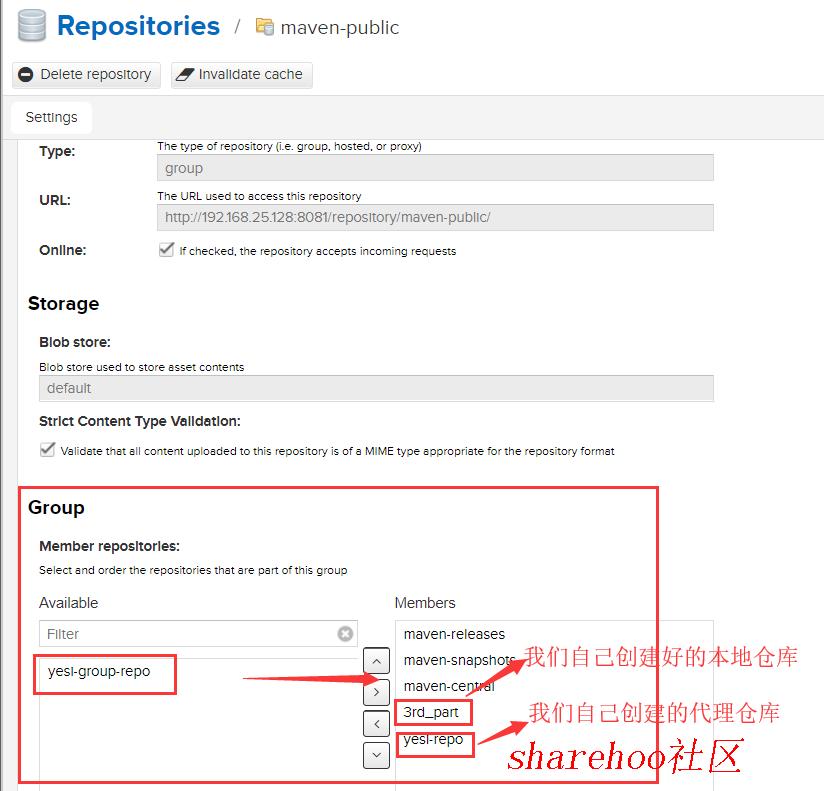 Repositories / maven-public
Delete repository Invalidate cache
Settings
Type: The type of repository (i.e. group, hosted, or proxy)
group
URL: The URL used to access this repository
http://192.168.25.128:8081/repository/maven-public/
Online: If checked, the repository accepts incoming requests
Storage
Blob store:
Blob store used to store asset contents
default
Strict Content Type Validation:
Validate that all content uploaded to this repository is of a MIME type appropriate for the repository format
Group
Member repositories:
Select and order the repositories that are part of this group
Available Members
Filter maven-releases
maven-snapshots 我们自己创建好的本地仓库
yesl-group-repo maven-central
3rd_part 我们自己创建的代理仓库
yesl-repo
sharehoo社区